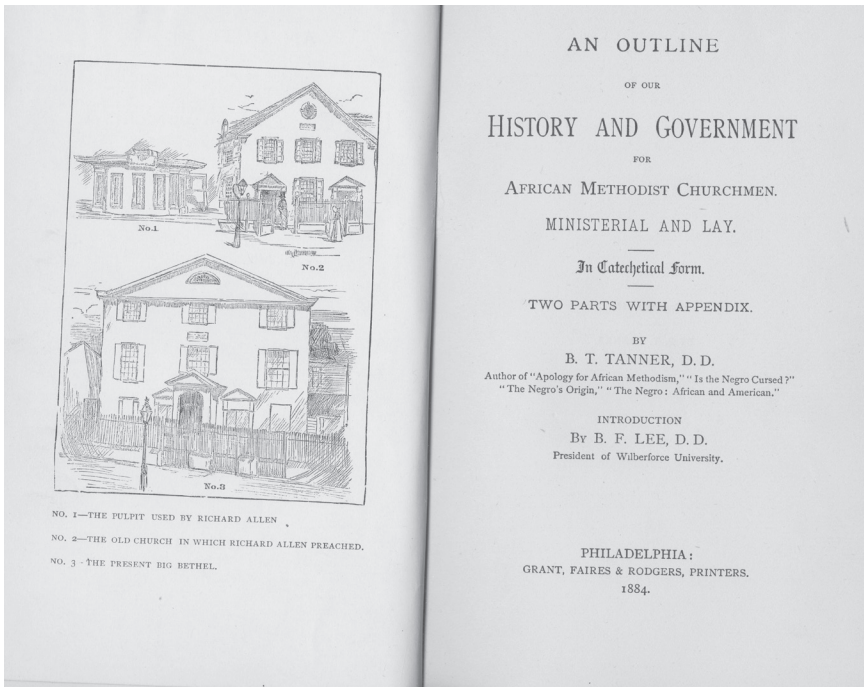 No.1
No.2
No.3
NO. 1—THE PULPIT USED BY RICHARD ALLEN
NO. 2—THE OLD CHURCH IN WHICH RICHARD ALLEN PREACHED.
NO. 3 - THE PRESENT BIG BETHEL.
AN OUTLINE
OF OUR
HISTORY AND GOVERNMENT
FOR
AFRICAN METHODIST CHURCHMEN.
MINISTERIAL AND LAY.
In Catechetical Form.
TWO PARTS WITH APPENDIX.
BY
B. T. TANNER, D. D.
Author of "Apology for African Methodism," "Is the Negro Cursed?"
"The Negro's Origin," "The Negro: African and American."
INTRODUCTION
BY B. F. LEE, D. D.
President of Wilberforce University.
PHILADELPHIA:
GRANT, FAIRES & RODGERS, PRINTERS.
1884.